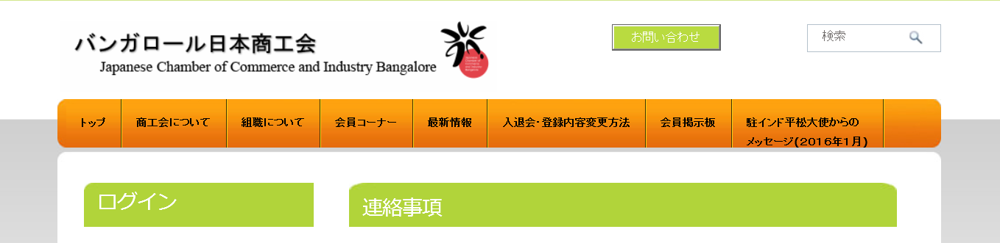 バンガロール日本商工会
Japanese Chamber of Commerce and Industry Bangalore
お問い合わせ
検索
トップ
商工会について
組織について
会員コーナー
最新情報
入退会・登録内容変更方法
会員掲示板
駐インド平松大使からの
メッセージ(2016年1月)
ログイン
連絡事項